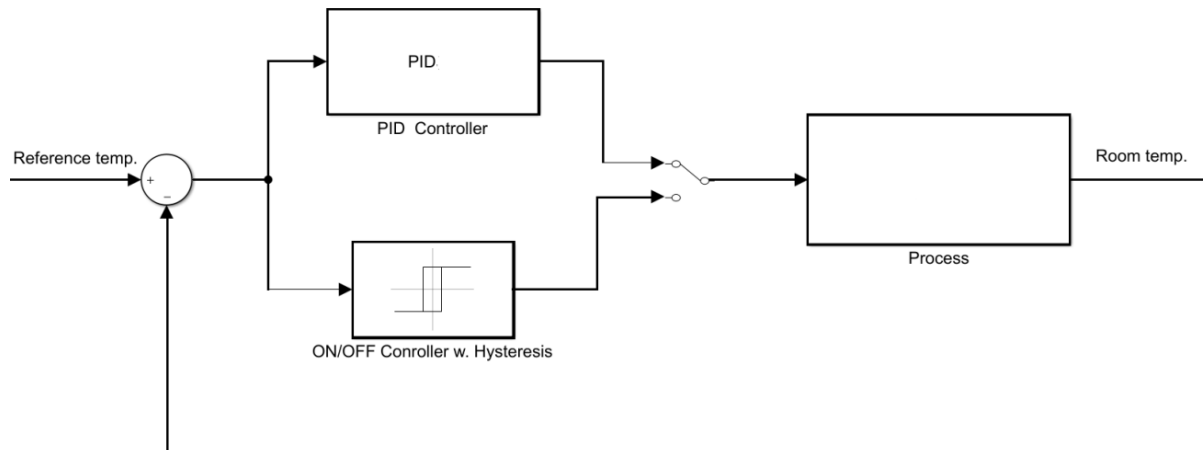 PID
PID Controller
Reference temp.
+
−
Room temp.
Process
ON/OFF Conroller w. Hysteresis